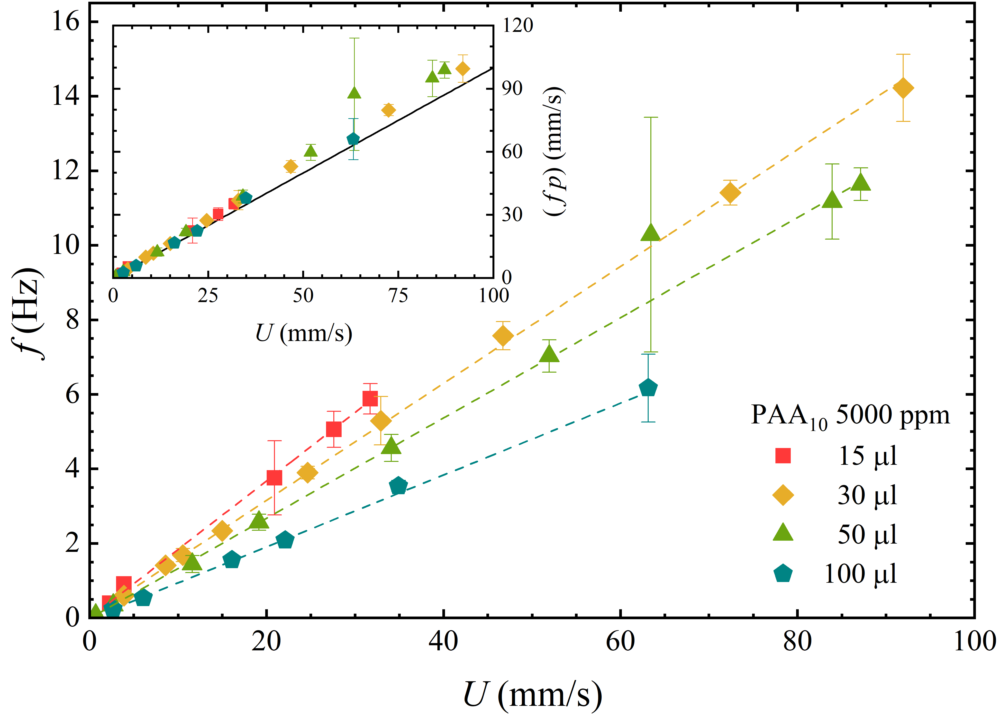 16
14
12
10
8
6
4
2
0
f (Hz)
0 20 40 60 80 100
U (mm/s)
120
90
60
30
0
(f p) (mm/s)
0 25 50 75 100
U (mm/s)
PAA₁₀ 5000 ppm
15 µl
30 µl
50 µl
100 µl